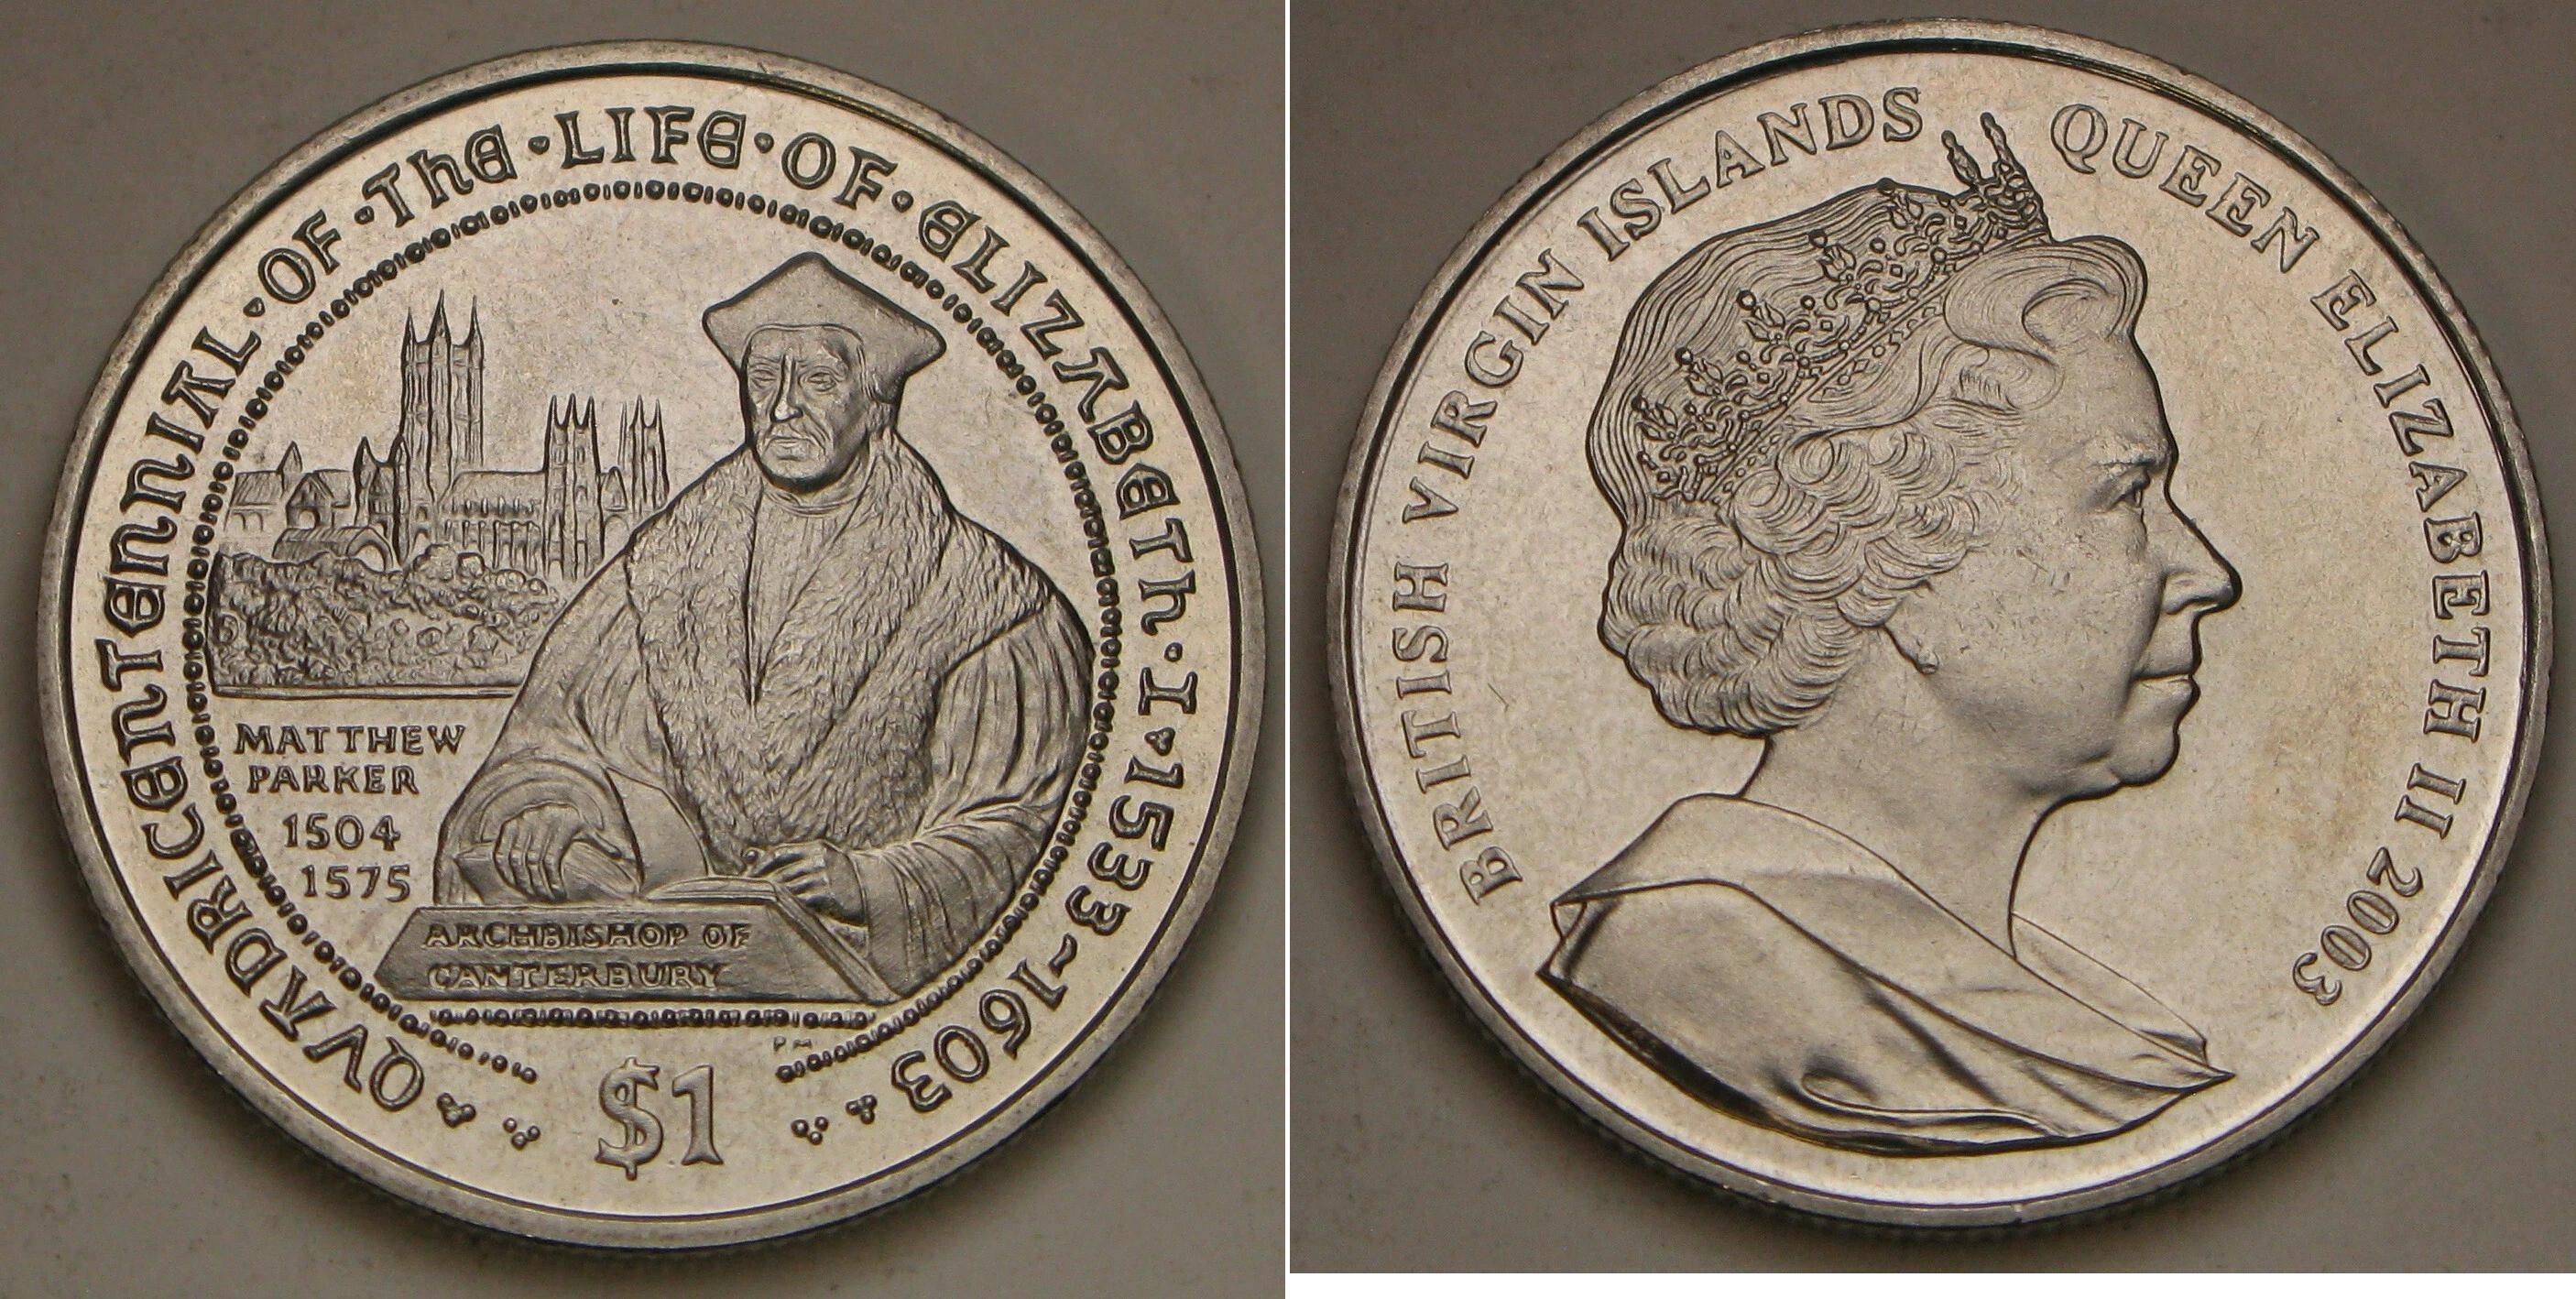 QVADRICENTENNIAL·OF·The·LIFE·OF·ELIZABETh·I·1533~1603
MATTHEW
PARKER
1504
1575
ARCHBISHOP OF
CANTERBURY
PM
$1
BRITISH VIRGIN ISLANDS QUEEN ELIZABETH II 2003